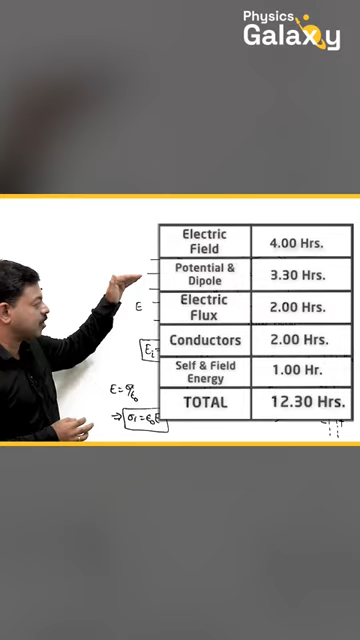 Physics
Galaxy
Electric
Field
4.00 Hrs.
Potential &
Dipole
3.30 Hrs.
Electric
Flux
2.00 Hrs.
Conductors
2.00 Hrs.
Self & Field
Energy
1.00 Hr.
TOTAL
12.30 Hrs.
E
E = σ/ε₀